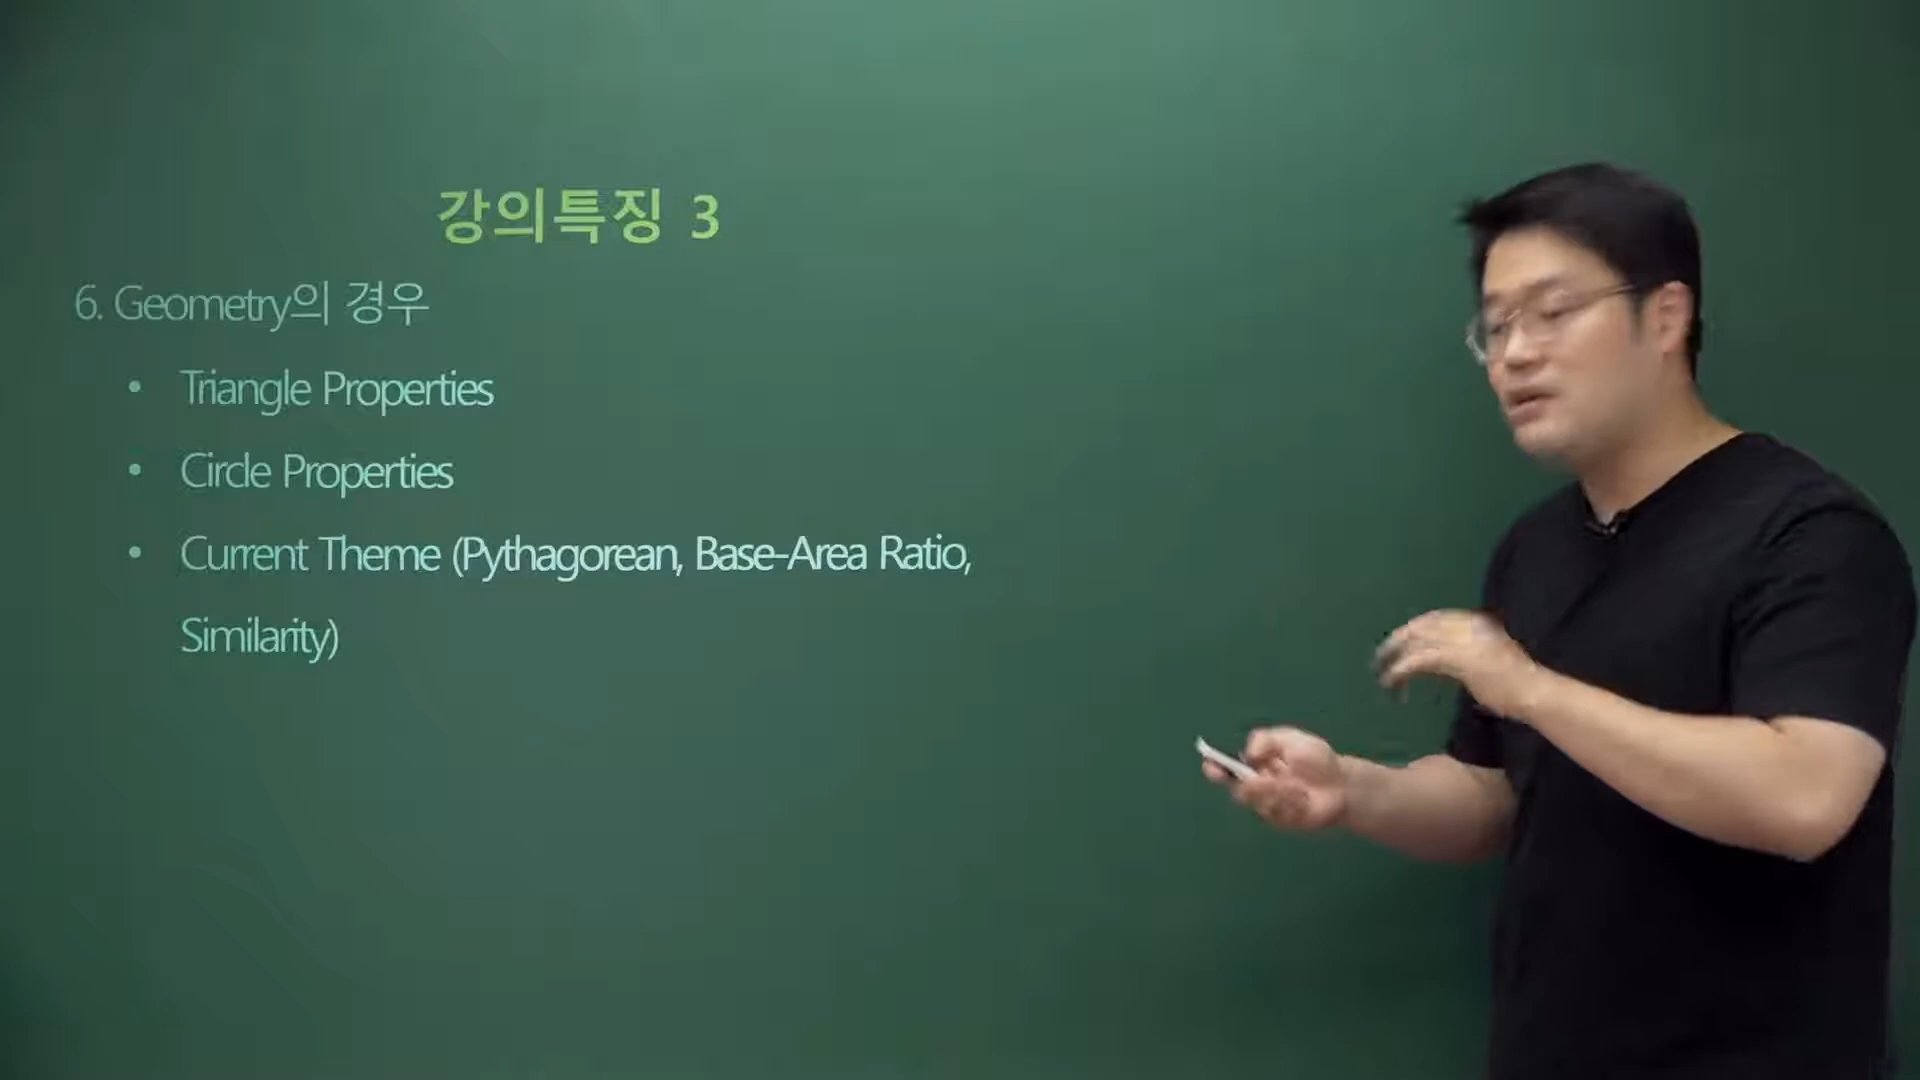 강의특징 3
6. Geometry의 경우
• Triangle Properties
• Circle Properties
• Current Theme (Pythagorean, Base-Area Ratio,
Similarity)